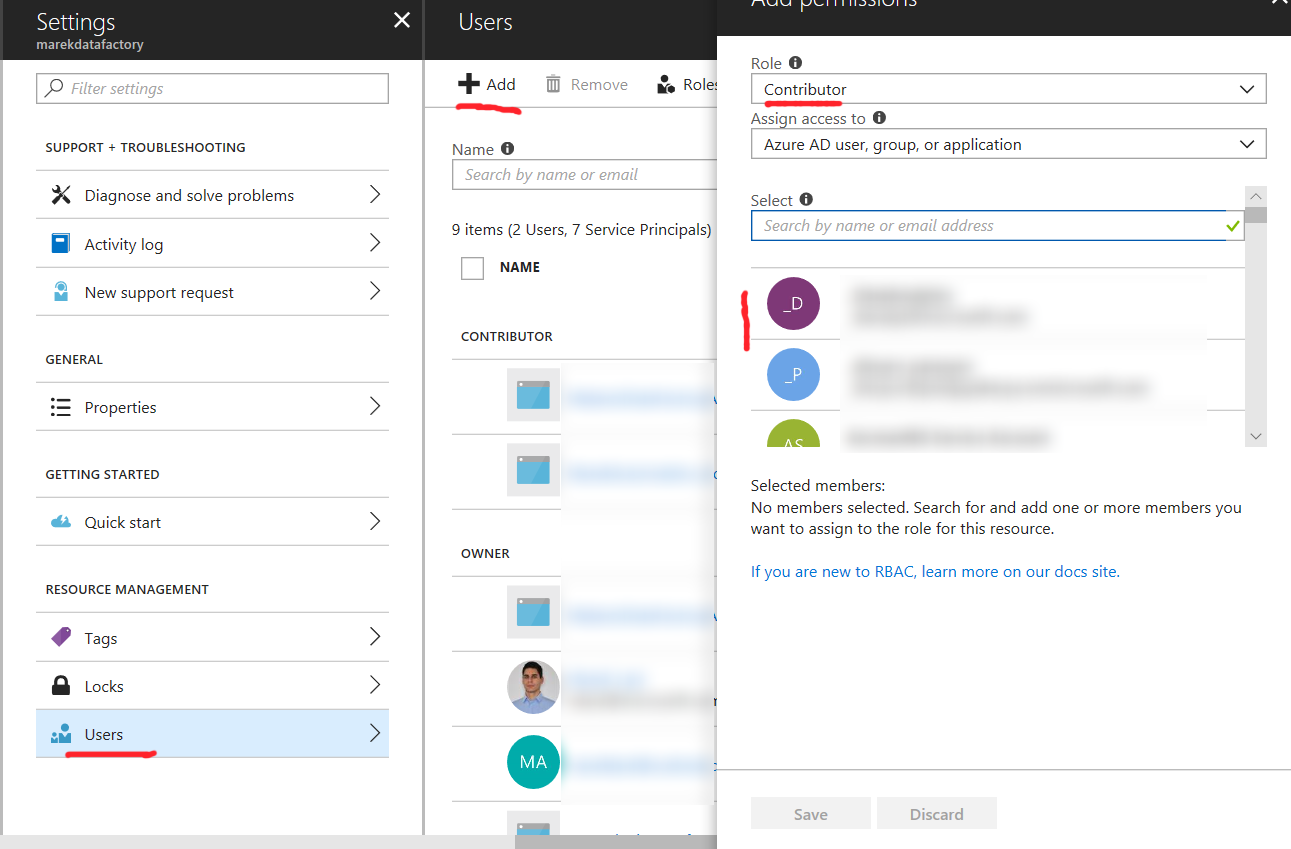 Settings
marekdatafactory
Filter settings
SUPPORT + TROUBLESHOOTING
Diagnose and solve problems
Activity log
New support request
GENERAL
Properties
GETTING STARTED
Quick start
RESOURCE MANAGEMENT
Tags
Locks
Users
Users
Add
Remove
Roles
Name
Search by name or email
9 items (2 Users, 7 Service Principals)
NAME
CONTRIBUTOR
OWNER
MA
Add permissions
Role
Contributor
Assign access to
Azure AD user, group, or application
Select
Search by name or email address
_D
_P
AS
Selected members:
No members selected. Search for and add one or more members you
want to assign to the role for this resource.
If you are new to RBAC, learn more on our docs site.
Save
Discard